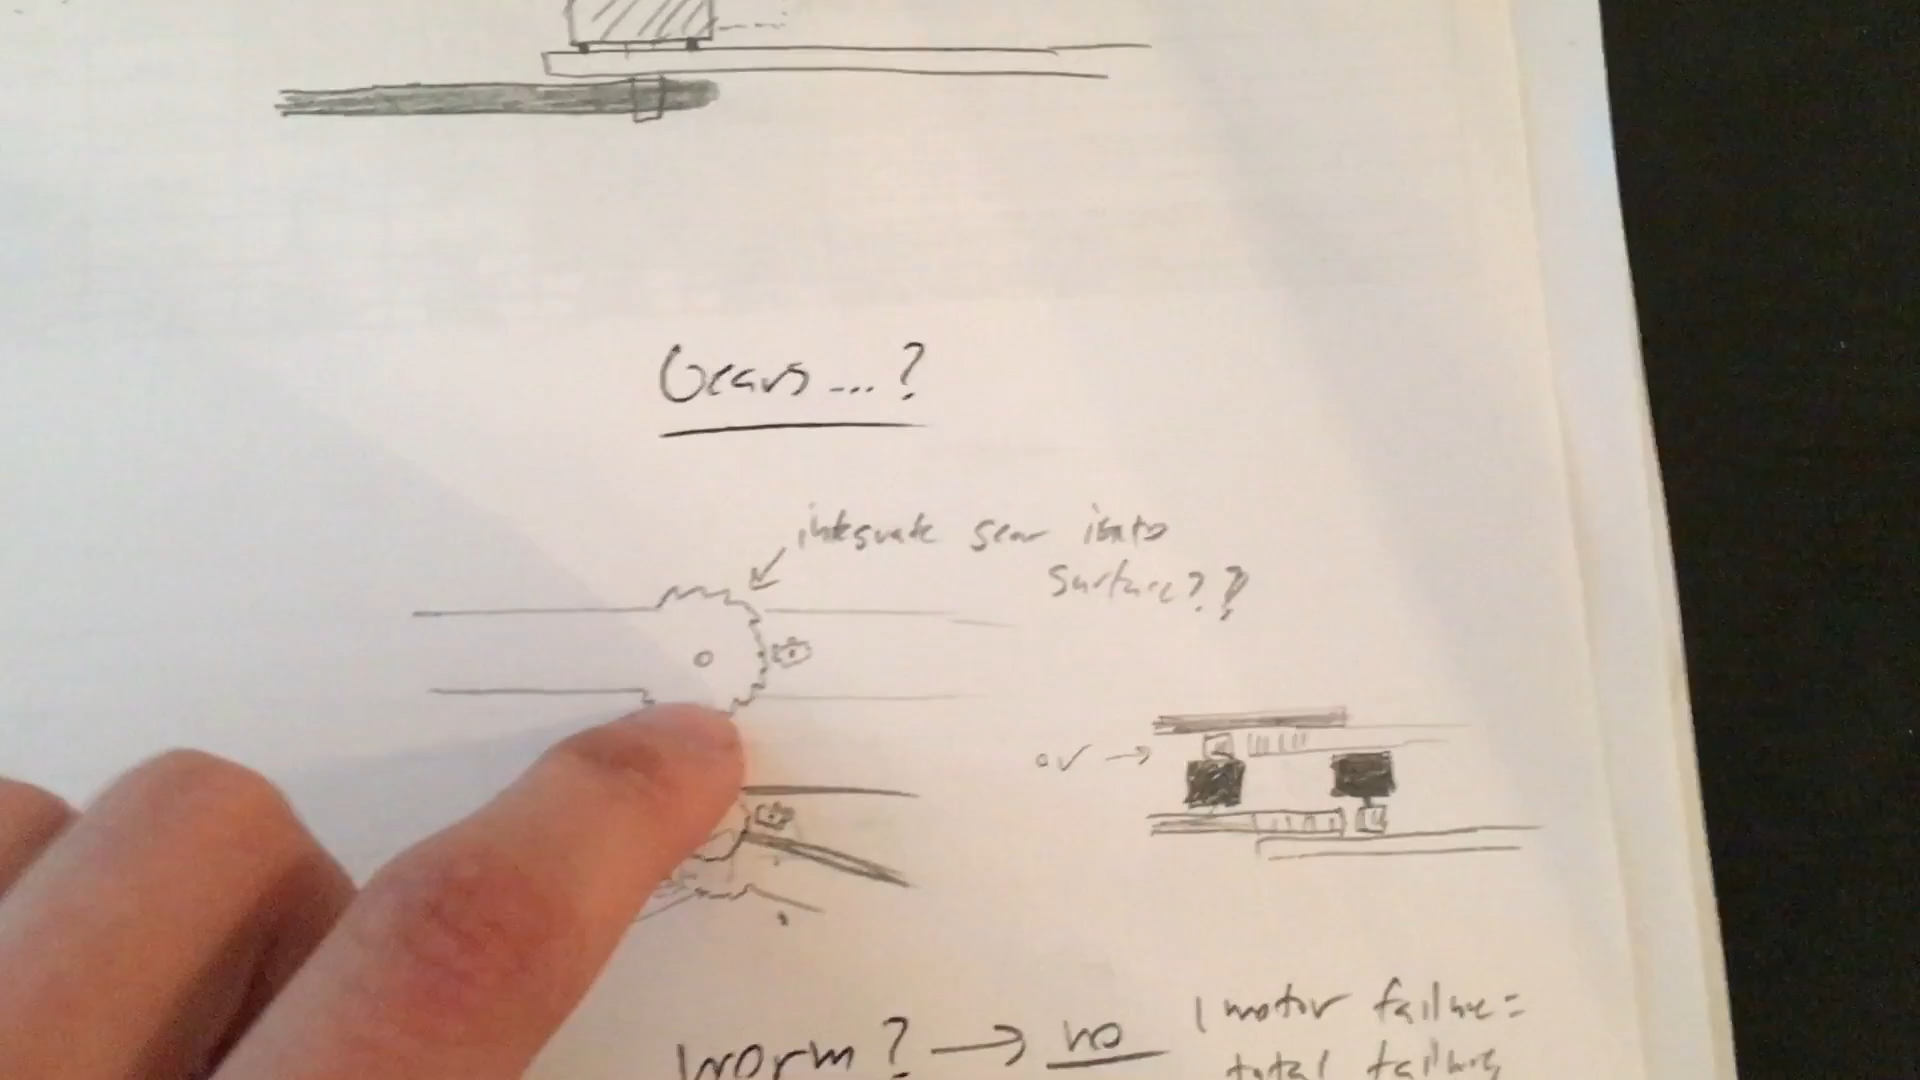 Gears...?
integrate gear into
surface??
or →
worm? → no
1 motor failure =
total failure